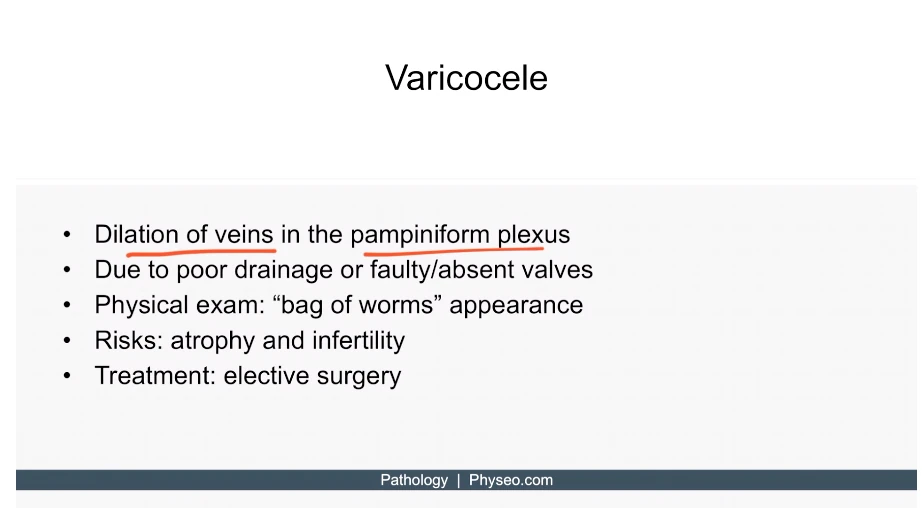 Varicocele
• Dilation of veins in the pampiniform plexus
• Due to poor drainage or faulty/absent valves
• Physical exam: “bag of worms” appearance
• Risks: atrophy and infertility
• Treatment: elective surgery
Pathology | Physeo.com